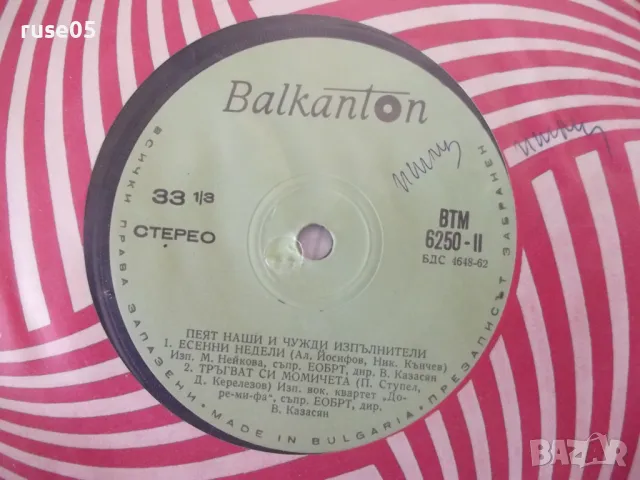 ruse05
Balkanton
ВСИЧКИ ПРАВА ЗАПАЗЕНИ • MADE IN BULGARIA • ПРЕЗАПИСЪТ ЗАБРАНЕН
33 1/3
СТЕРЕО
ВТМ
6250-II
БДС 4648-62
ПЕЯТ НАШИ И ЧУЖДИ ИЗПЪЛНИТЕЛИ
1. ЕСЕННИ НЕДЕЛИ (Ал. Йосифов, Ник. Кънчев)
Изп. М. Нейкова, съпр. ЕОБРТ, дир. В. Казасян
2. ТРЪГВАТ СИ МОМИЧЕТА (П. Ступел,
Д. Керелезов) Изп. вок. квартет „До-
ре-ми-фа“, съпр. ЕОБРТ, дир.
В. Казасян
BAZAR